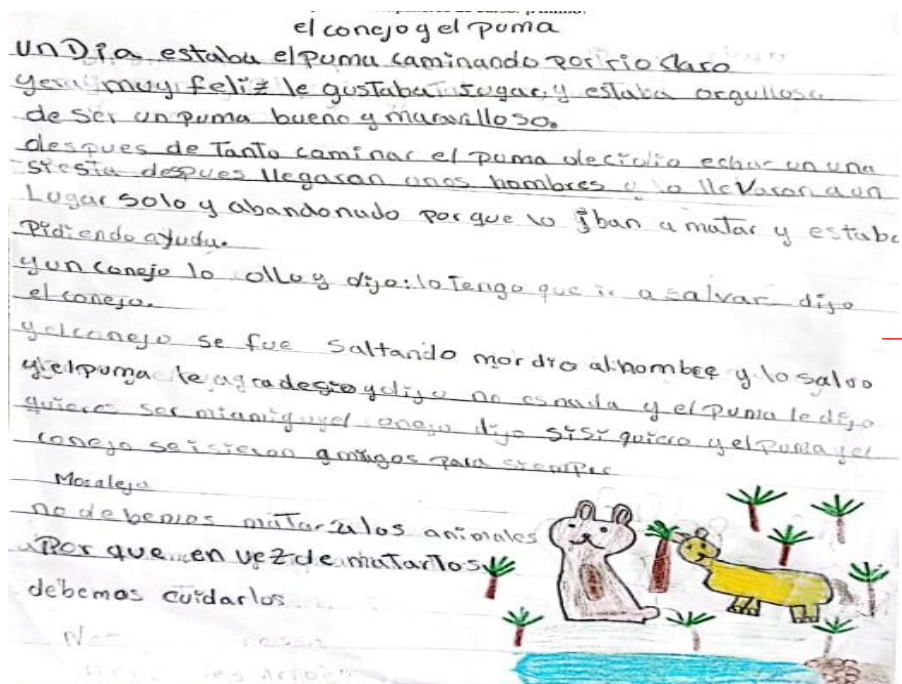 el conejo y el puma
un Dia estaba el puma caminando por rio claro
y era muy feliz le gustaba jugar, y estaba orgulloso
de ser un puma bueno y maravilloso.
despues de Tanto caminar el puma decidio echar un una
siesta despues llegaron unos hombres y lo llevaron a un
Lugar solo y abandonado por que lo iban a matar y estaba
pidiendo ayuda.
y un conejo lo ollo y dijo: lo Tengo que ir a salvar dijo
el conejo.
y el conejo se fue saltando mordio al hombre y lo salvo
y el puma le agradesio y dijo no es nada y el puma le dijo
quieres ser mi amigo y el conejo dijo si si quiero y el puma y el
conejo se isieron amigos para siempre
Moraleja
no debemos matar a los animales
Por que en vez de matarlos
debemos cuidarlos